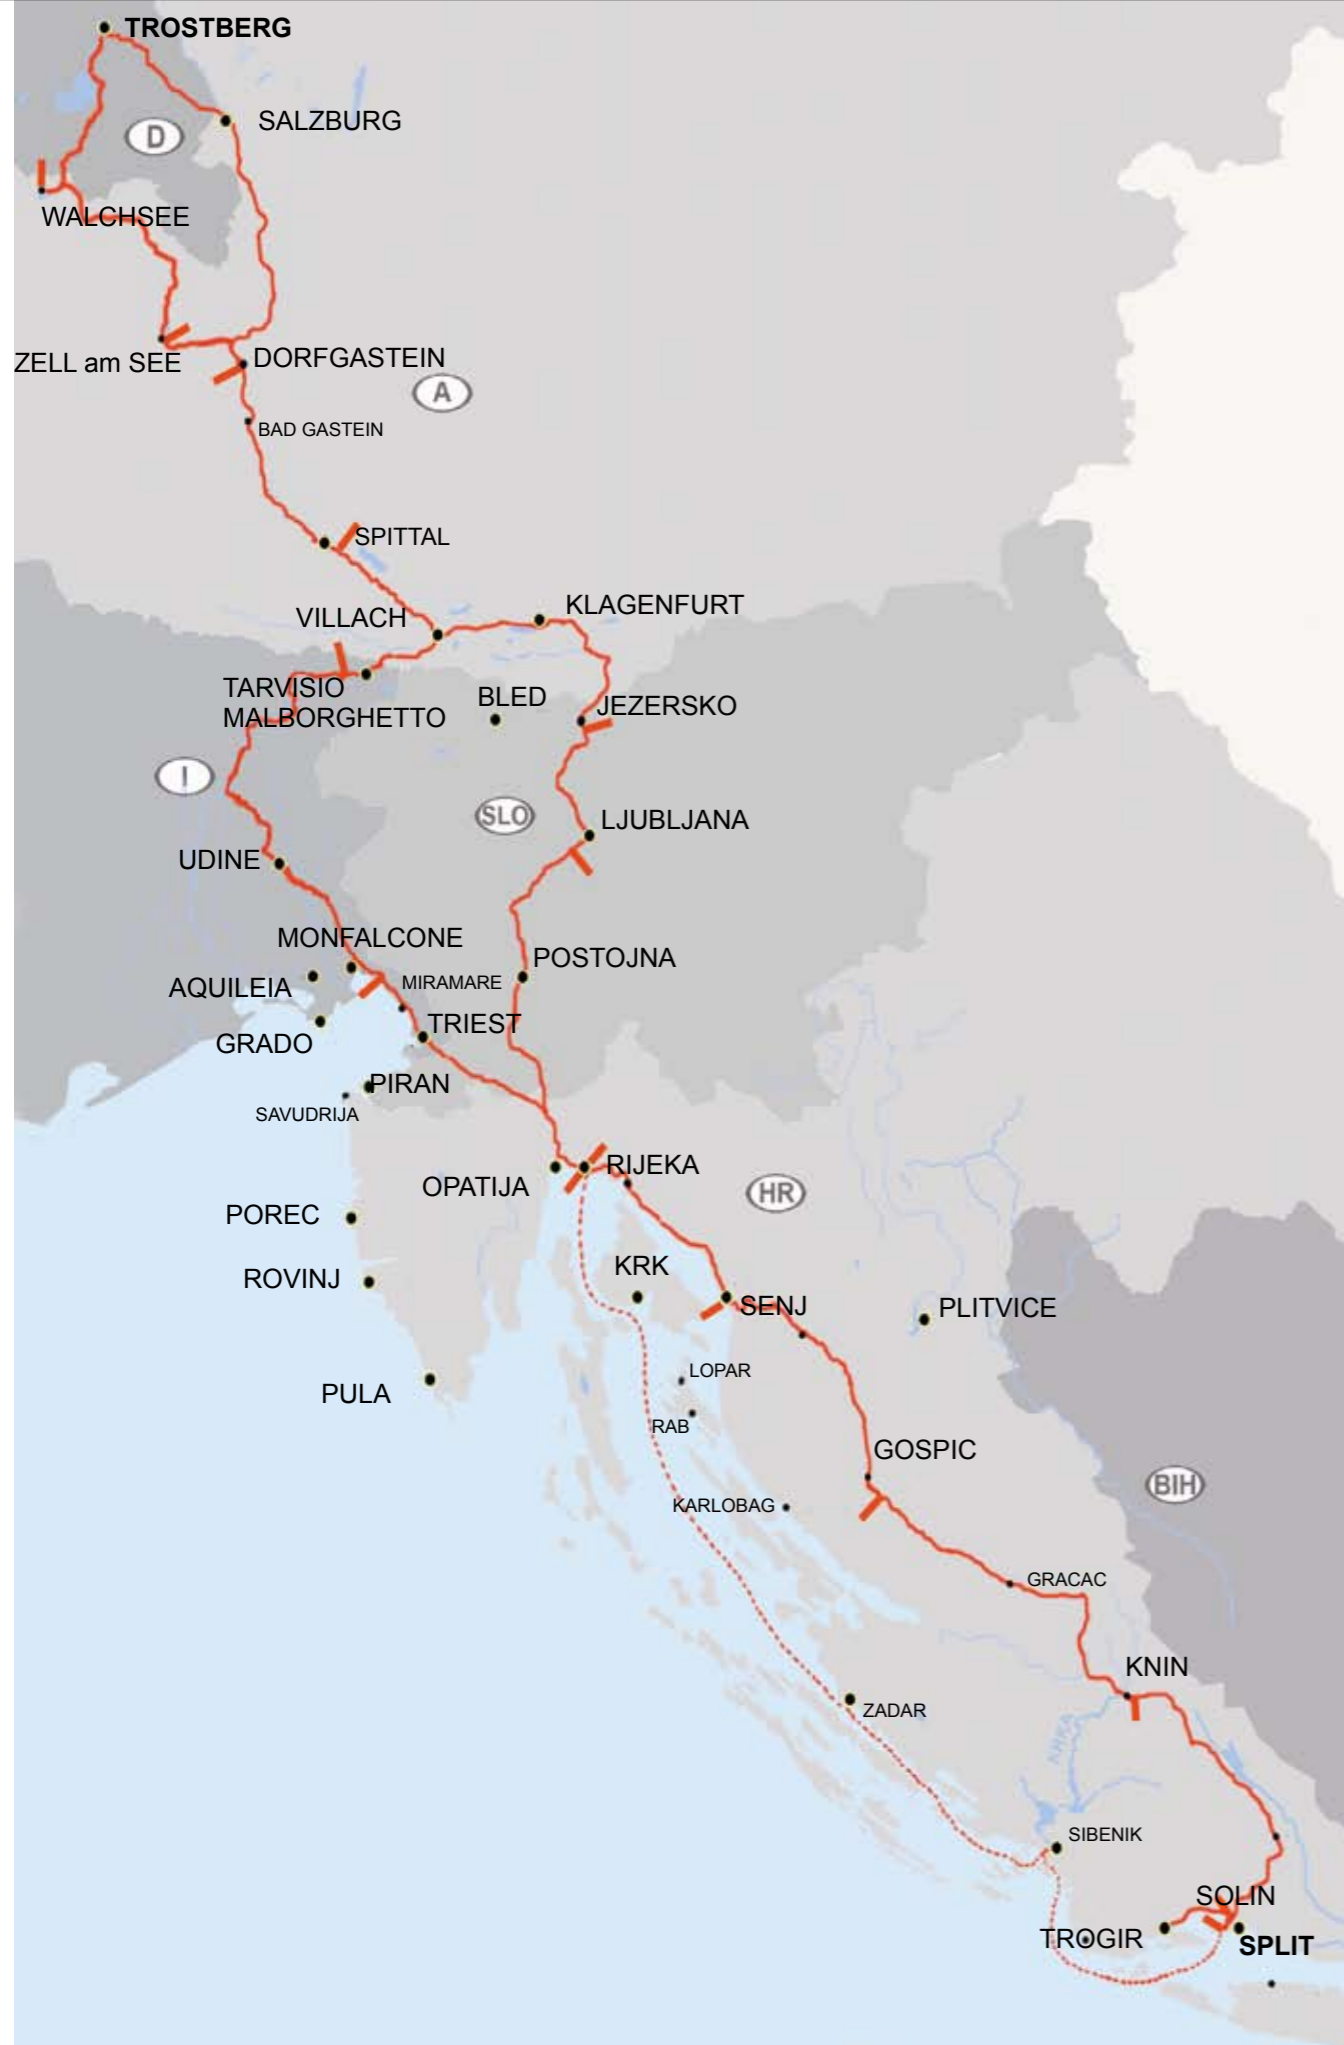 TROSTBERG
SALZBURG
D
WALCHSEE
ZELL am SEE
DORFGASTEIN
A
BAD GASTEIN
SPITTAL
KLAGENFURT
VILLACH
TARVISIO
MALBORGHETTO
BLED
JEZERSKO
I
SLO
LJUBLJANA
UDINE
MONFALCONE
POSTOJNA
AQUILEIA
MIRAMARE
TRIEST
GRADO
PIRAN
SAVUDRIJA
RIJEKA
OPATIJA
HR
POREC
KRK
ROVINJ
SENJ
PLITVICE
LOPAR
PULA
RAB
GOSPIC
BIH
KARLOBAG
GRACAC
KNIN
ZADAR
KRKA
SIBENIK
SOLIN
TROGIR
SPLIT